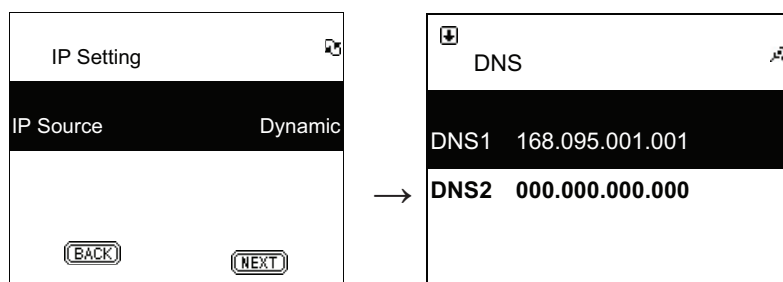 IP Setting
IP Source Dynamic
BACK NEXT
→
DNS
DNS1 168.095.001.001
DNS2 000.000.000.000